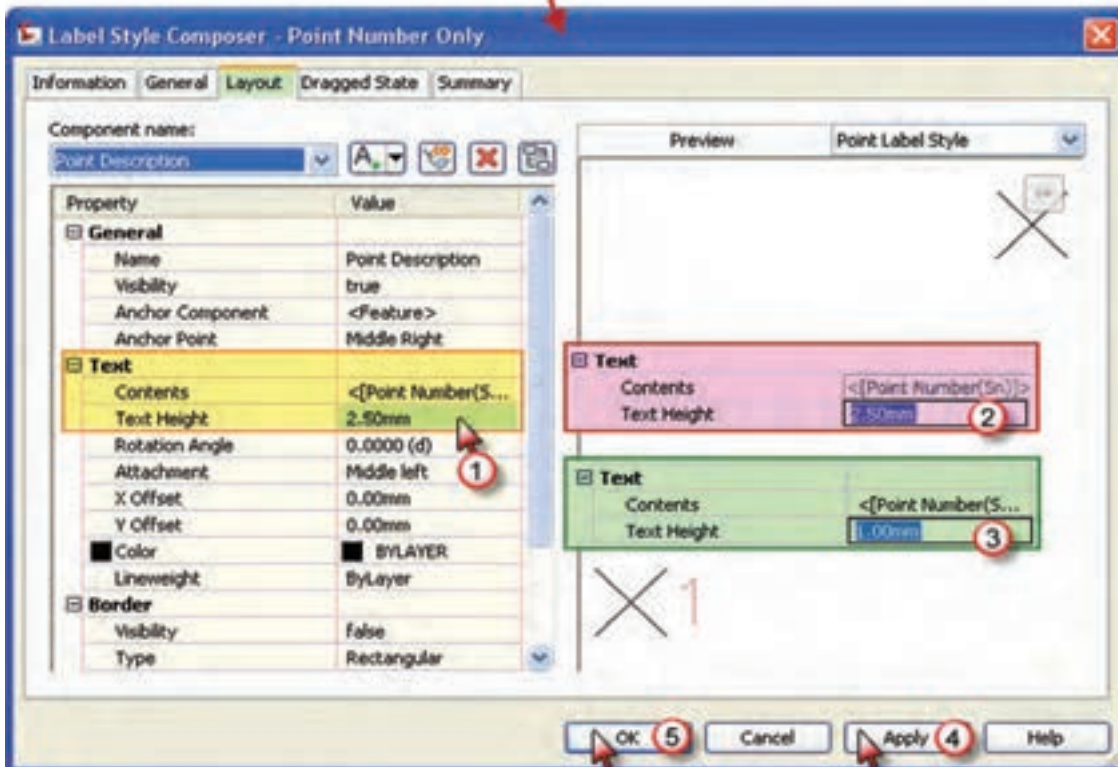 Label Style Composer - Point Number Only
Information General Layout Dragged State Summary
Component name:
Point Description
Preview Point Label Style
Property Value
General
Name Point Description
Visibility true
Anchor Component <Feature>
Anchor Point Middle Right
Text
Contents <[Point Number(S...
Text Height 2.50mm
1
Rotation Angle 0.0000 (d)
Attachment Middle left
X Offset 0.00mm
Y Offset 0.00mm
Color BYLAYER
Lineweight ByLayer
Border
Visibility false
Type Rectangular
Text
Contents <[Point Number(Sn)]>
Text Height 2.50mm 2
Text
Contents <[Point Number(S...
Text Height 1.00mm 3
1
OK 5 Cancel Apply 4 Help